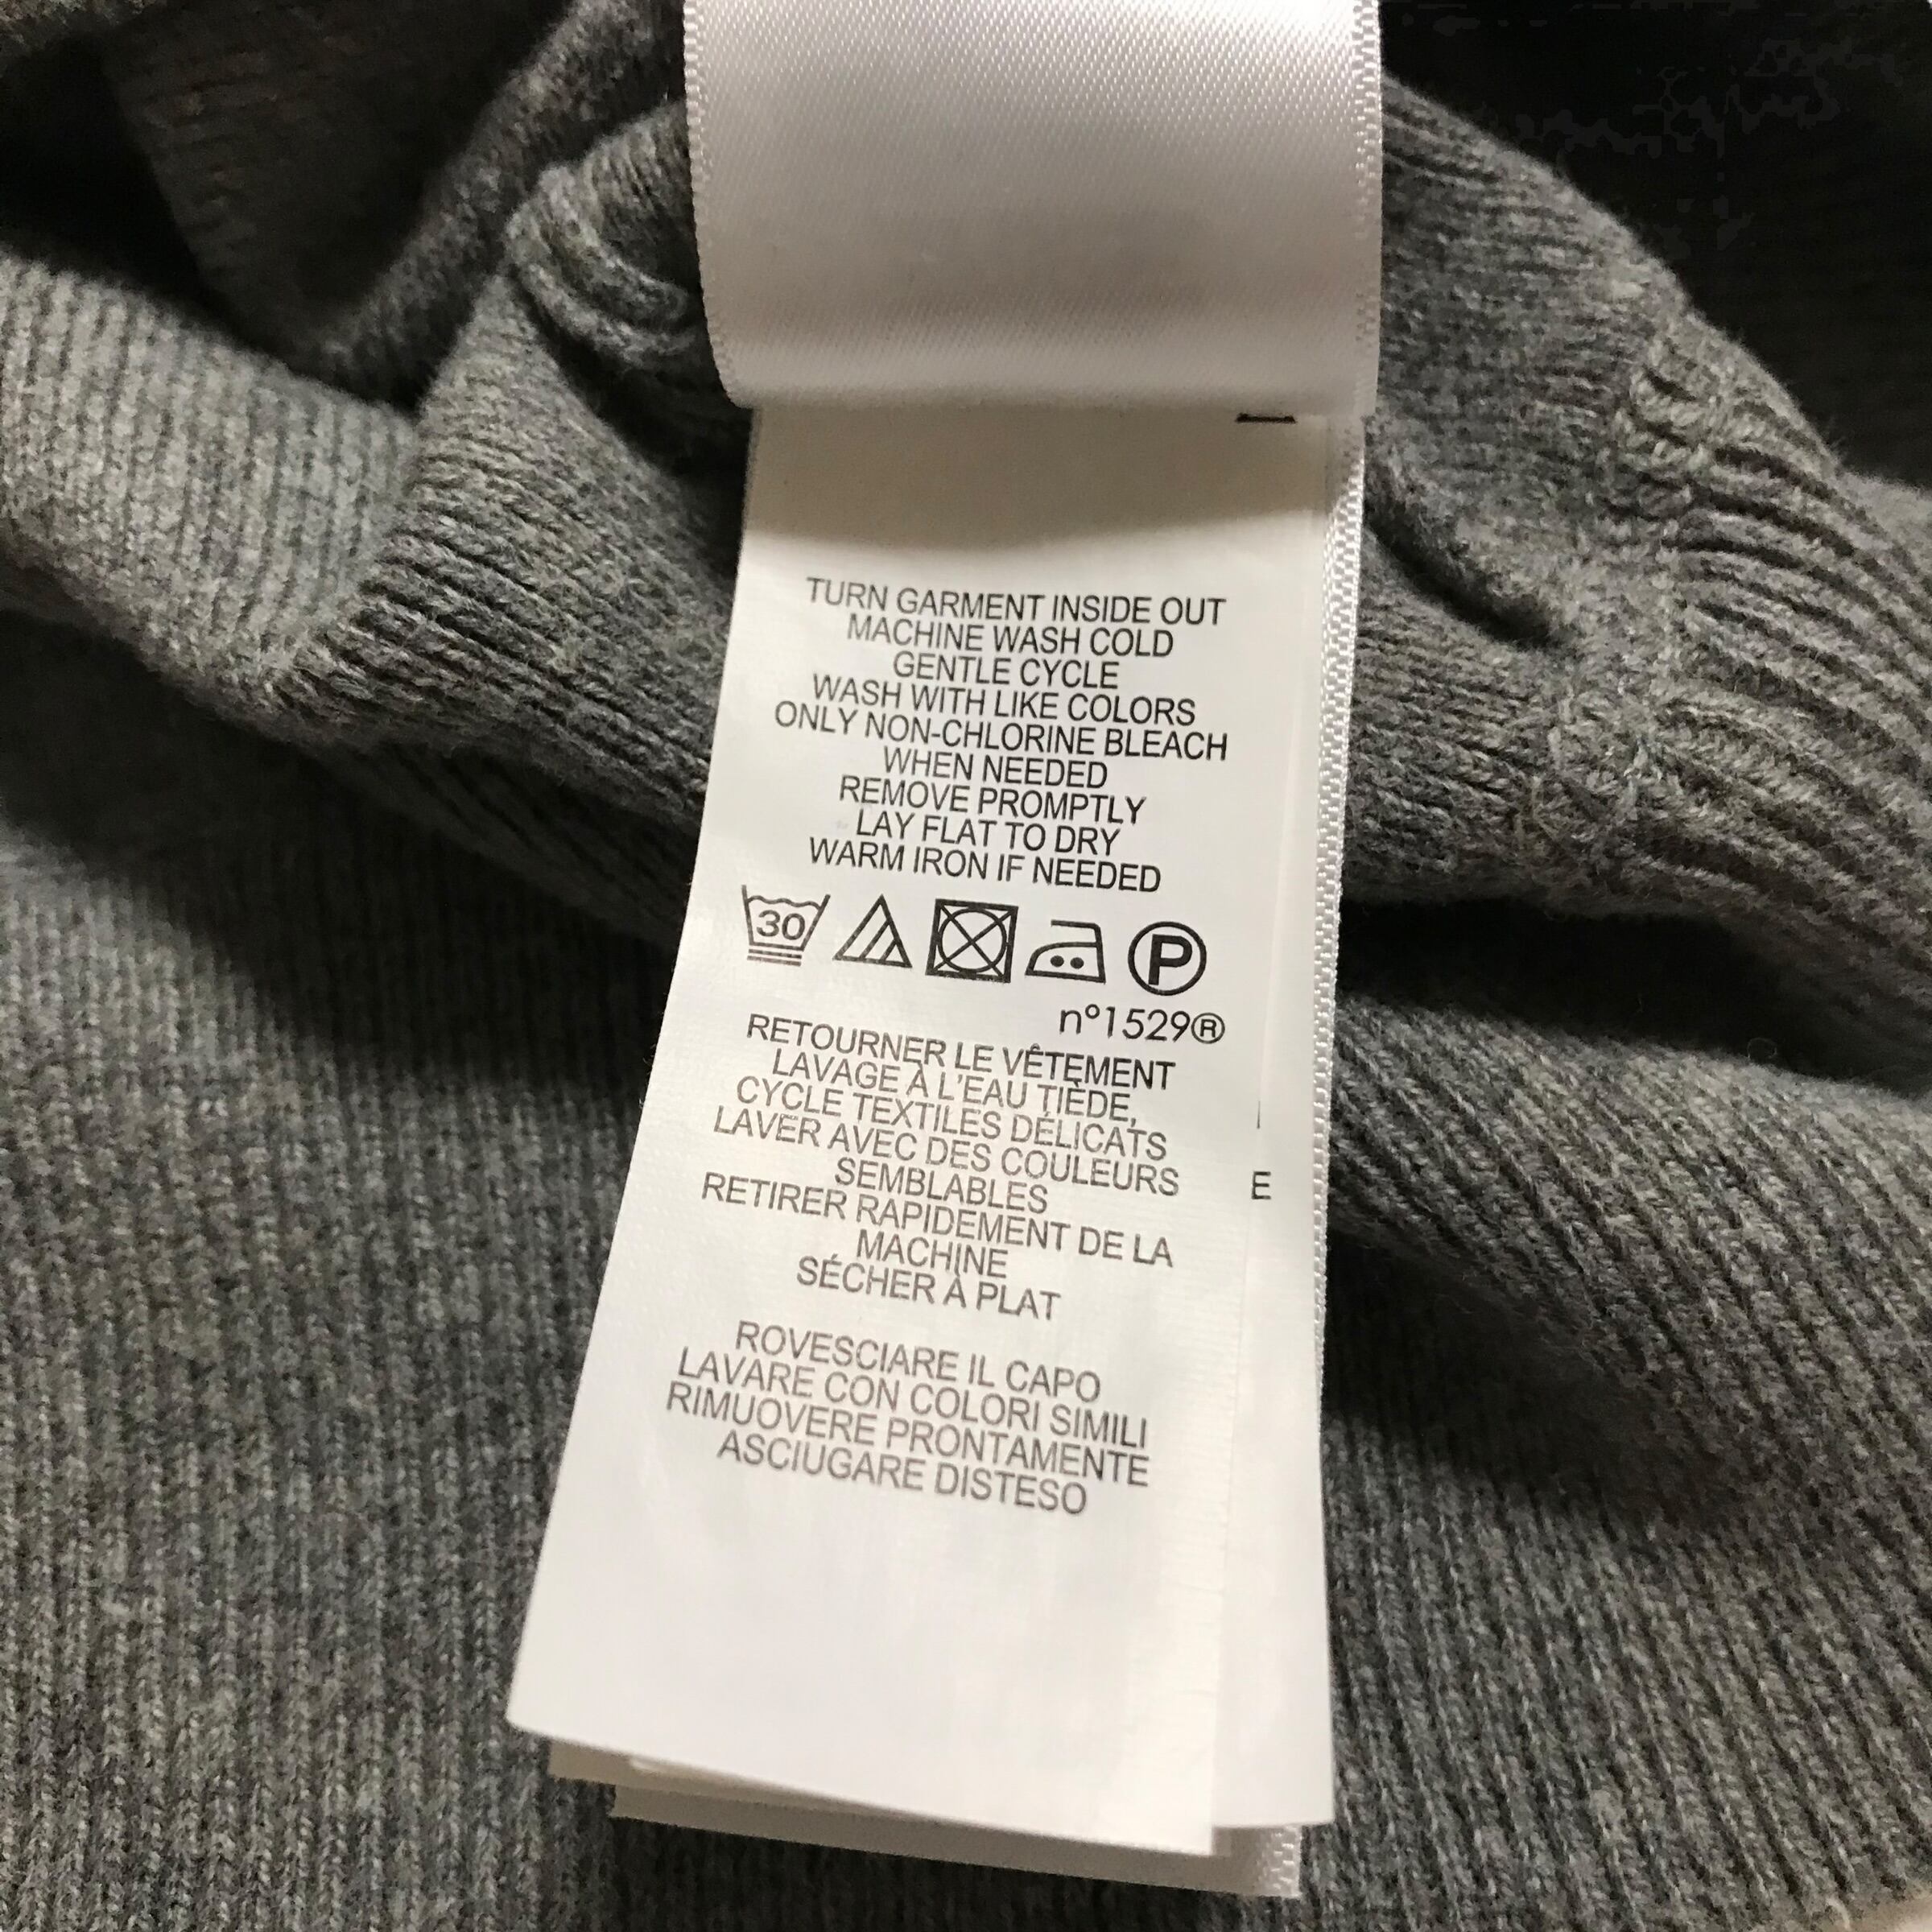 TURN GARMENT INSIDE OUT
MACHINE WASH COLD
GENTLE CYCLE
WASH WITH LIKE COLORS
ONLY NON-CHLORINE BLEACH
WHEN NEEDED
REMOVE PROMPTLY
LAY FLAT TO DRY
WARM IRON IF NEEDED
30 P
n°1529®
RETOURNER LE VÊTEMENT
LAVAGE À L'EAU TIÈDE,
CYCLE TEXTILES DÉLICATS
LAVER AVEC DES COULEURS
SEMBLABLES
RETIRER RAPIDEMENT DE LA
MACHINE
SÉCHER À PLAT
ROVESCIARE IL CAPO
LAVARE CON COLORI SIMILI
RIMUOVERE PRONTAMENTE
ASCIUGARE DISTESO
E